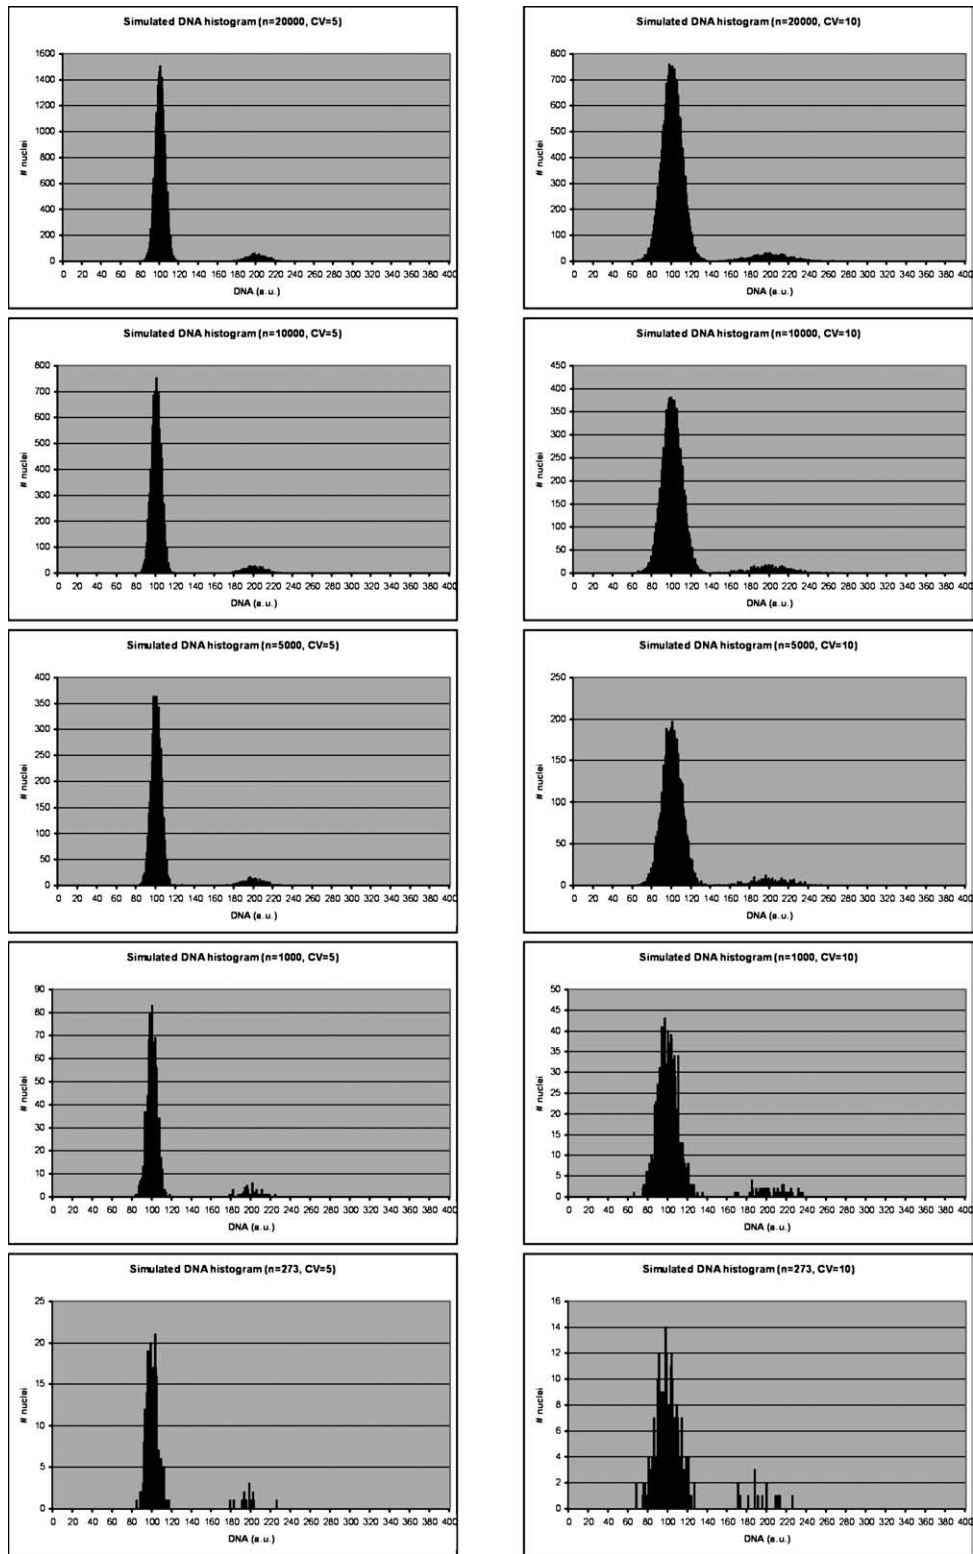 Simulated DNA histogram (n=20000, CV=5)
1600
1400
1200
1000
800
600
400
200
0
# nuclei
0 20 40 60 80 100 120 140 160 180 200 220 240 260 280 300 320 340 360 380 400
DNA (a.u.)
Simulated DNA histogram (n=20000, CV=10)
800
700
600
500
400
300
200
100
0
# nuclei
0 20 40 60 80 100 120 140 160 180 200 220 240 260 280 300 320 340 360 380 400
DNA (a.u.)
Simulated DNA histogram (n=10000, CV=5)
800
700
600
500
400
300
200
100
0
# nuclei
0 20 40 60 80 100 120 140 160 180 200 220 240 260 280 300 320 340 360 380 400
DNA (a.u.)
Simulated DNA histogram (n=10000, CV=10)
450
400
350
300
250
200
150
100
50
0
# nuclei
0 20 40 60 80 100 120 140 160 180 200 220 240 260 280 300 320 340 360 380 400
DNA (a.u.)
Simulated DNA histogram (n=5000, CV=5)
400
350
300
250
200
150
100
50
0
# nuclei
0 20 40 60 80 100 120 140 160 180 200 220 240 260 280 300 320 340 360 380 400
DNA (a.u.)
Simulated DNA histogram (n=5000, CV=10)
250
200
150
100
50
0
# nuclei
0 20 40 60 80 100 120 140 160 180 200 220 240 260 280 300 320 340 360 380 400
DNA (a.u.)
Simulated DNA histogram (n=1000, CV=5)
90
80
70
60
50
40
30
20
10
0
# nuclei
0 20 40 60 80 100 120 140 160 180 200 220 240 260 280 300 320 340 360 380 400
DNA (a.u.)
Simulated DNA histogram (n=1000, CV=10)
50
45
40
35
30
25
20
15
10
5
0
# nuclei
0 20 40 60 80 100 120 140 160 180 200 220 240 260 280 300 320 340 360 380 400
DNA (a.u.)
Simulated DNA histogram (n=273, CV=5)
25
20
15
10
5
0
# nuclei
0 20 40 60 80 100 120 140 160 180 200 220 240 260 280 300 320 340 360 380 400
DNA (a.u.)
Simulated DNA histogram (n=273, CV=10)
16
14
12
10
8
6
4
2
0
# nuclei
0 20 40 60 80 100 120 140 160 180 200 220 240 260 280 300 320 340 360 380 400
DNA (a.u.)